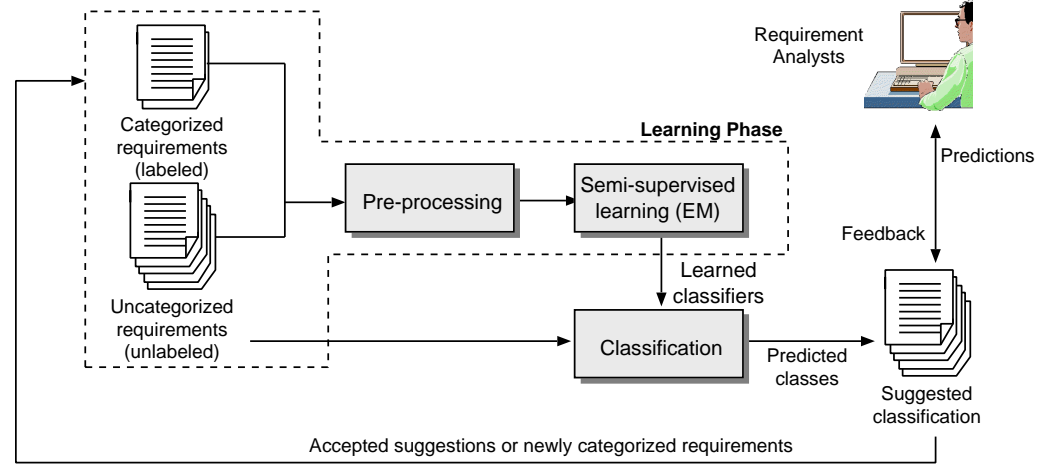 Requirement
Analysts
Categorized
requirements
(labeled)
Learning Phase
Predictions
Pre-processing
Semi-supervised
learning (EM)
Feedback
Learned
classifiers
Uncategorized
requirements
(unlabeled)
Classification
Predicted
classes
Suggested
classification
Accepted suggestions or newly categorized requirements